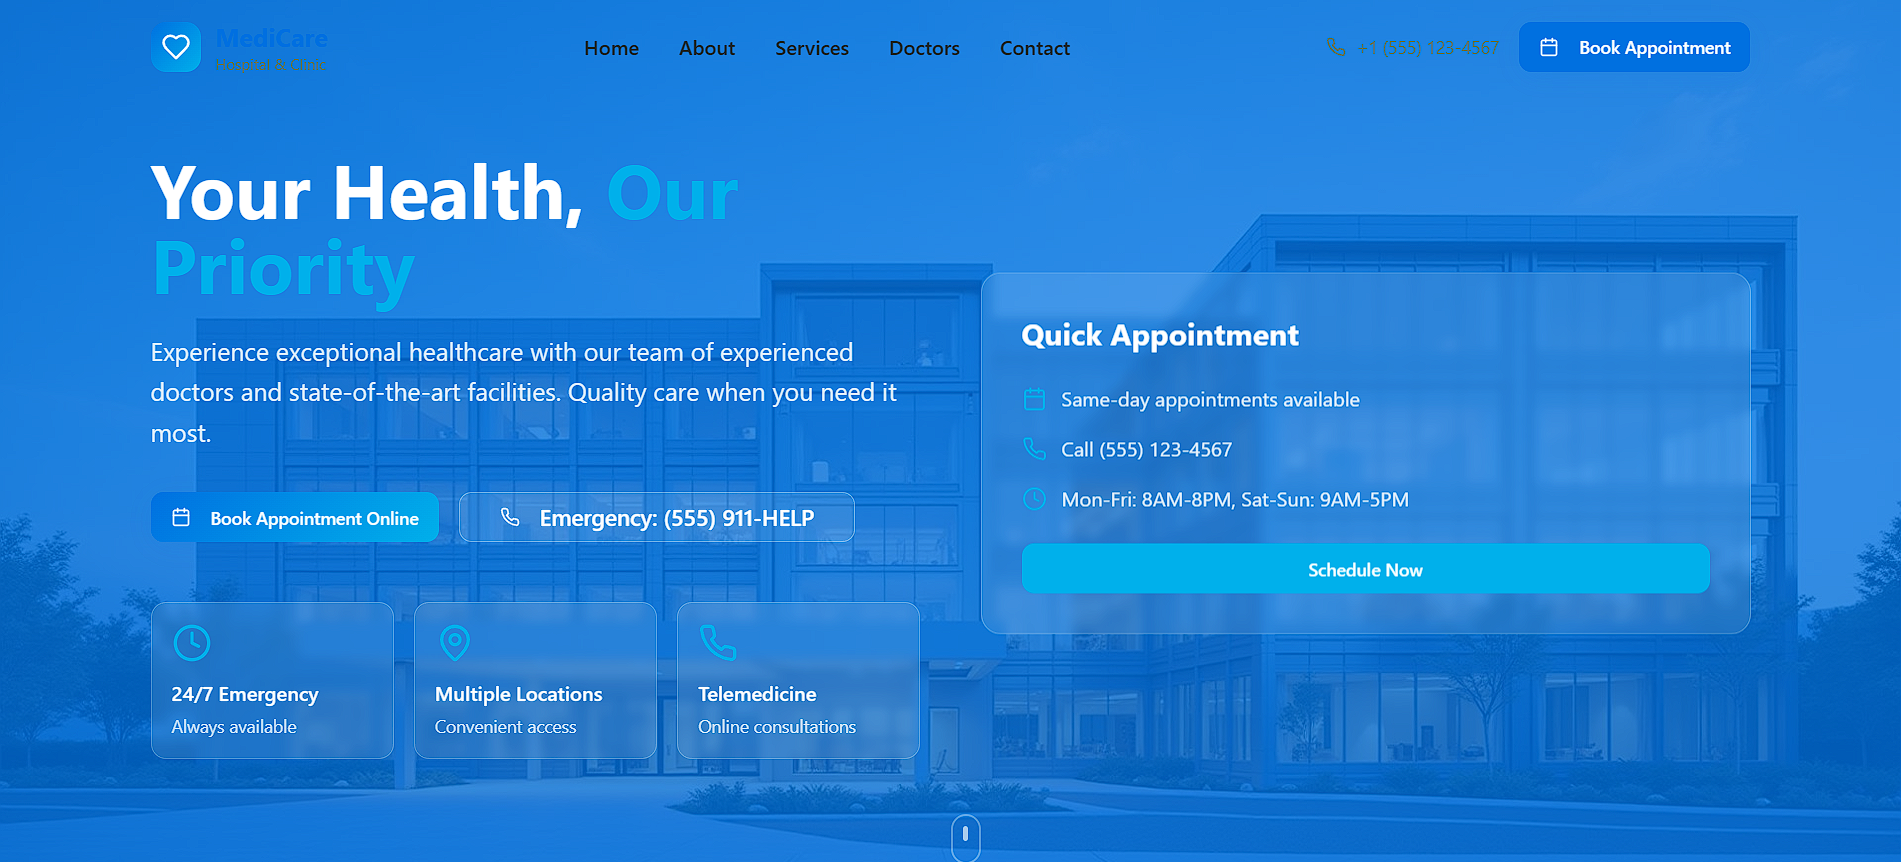 MediCare
Hospital & Clinic
Home
About
Services
Doctors
Contact
+1 (555) 123-4567
Book Appointment
Your Health, Our
Priority
Experience exceptional healthcare with our team of experienced
doctors and state-of-the-art facilities. Quality care when you need it
most.
Book Appointment Online
Emergency: (555) 911-HELP
24/7 Emergency
Always available
Multiple Locations
Convenient access
Telemedicine
Online consultations
Quick Appointment
Same-day appointments available
Call (555) 123-4567
Mon-Fri: 8AM-8PM, Sat-Sun: 9AM-5PM
Schedule Now